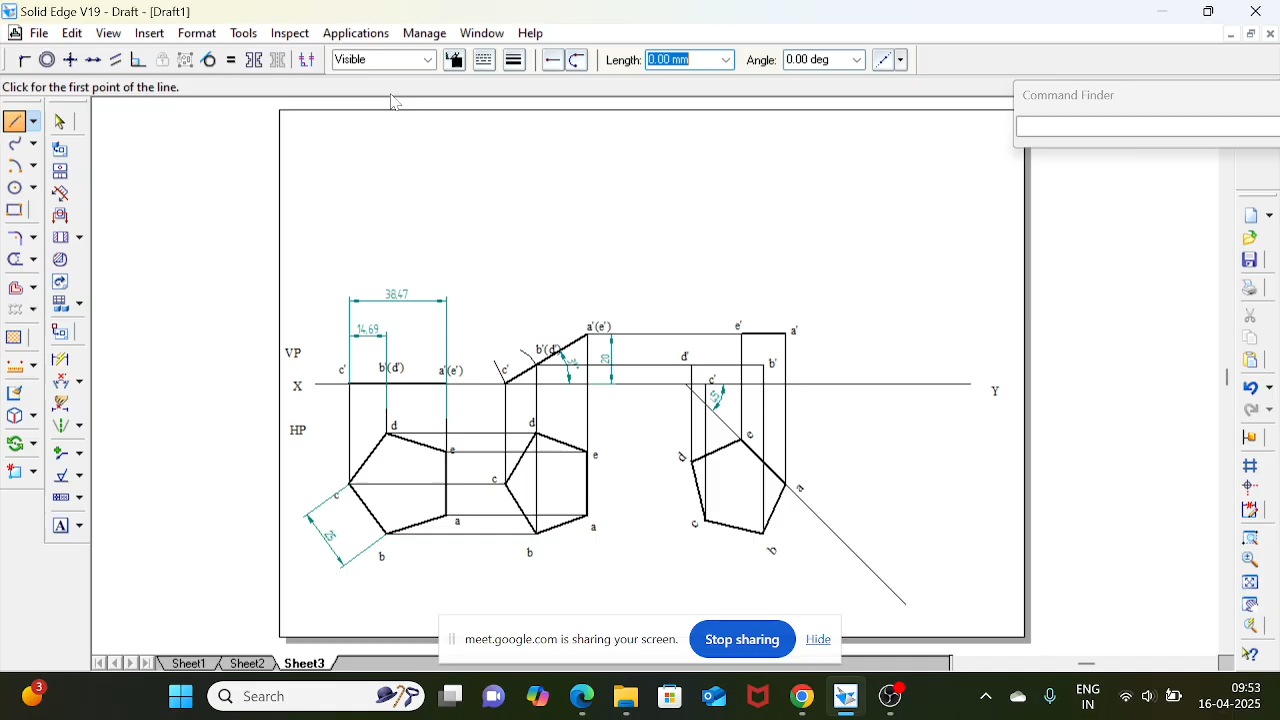 Solid Edge V19 - Draft - [Draft1]
File Edit View Insert Format Tools Inspect Applications Manage Window Help
Visible Length: 0.00 mm Angle: 0.00 deg
Click for the first point of the line.
Command Finder
38,47
14,69
a'(e') e' a'
VP c' b'(d') a'(e') c' b'(d') 20 d' c' b'
X Y
45°
HP
d d e
e e d
c c a
a a c
b b b
25
meet.google.com is sharing your screen. Stop sharing Hide
Sheet1 Sheet2 Sheet3
3 Search ENG IN 09:53 16-04-2025
A